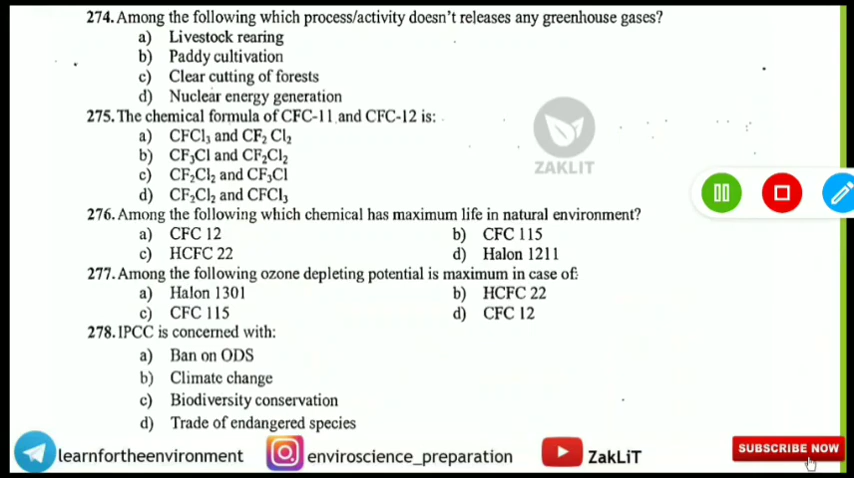 274. Among the following which process/activity doesn't releases any greenhouse gases?
a) Livestock rearing
b) Paddy cultivation
c) Clear cutting of forests
d) Nuclear energy generation
275. The chemical formula of CFC-11 and CFC-12 is:
a) CFCl₃ and CF₂ Cl₂
b) CF₃Cl and CF₂Cl₂
c) CF₂Cl₂ and CF₃Cl
d) CF₂Cl₂ and CFCl₃
ZAKLIT
276. Among the following which chemical has maximum life in natural environment?
a) CFC 12 b) CFC 115
c) HCFC 22 d) Halon 1211
277. Among the following ozone depleting potential is maximum in case of:
a) Halon 1301 b) HCFC 22
c) CFC 115 d) CFC 12
278. IPCC is concerned with:
a) Ban on ODS
b) Climate change
c) Biodiversity conservation
d) Trade of endangered species
learnfortheenvironment enviroscience_preparation ZakLiT SUBSCRIBE NOW